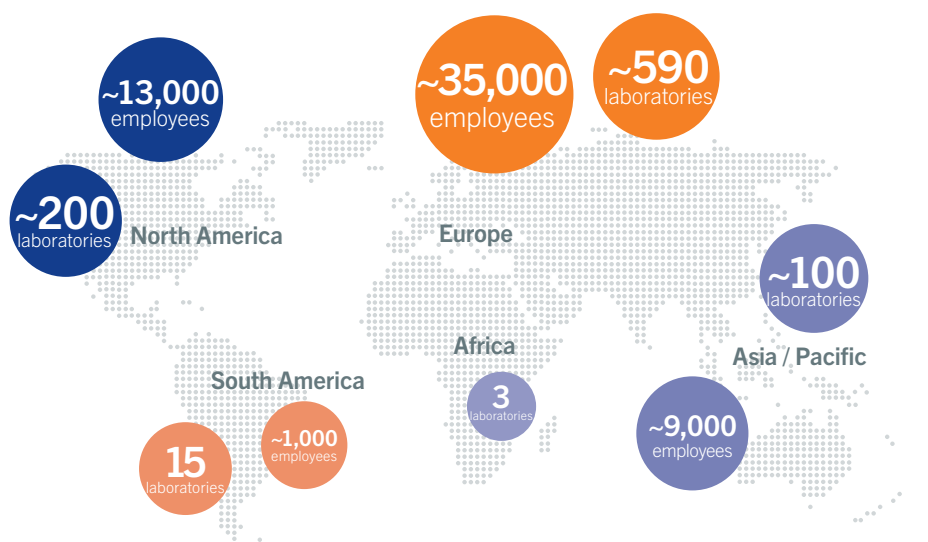 ~13,000
employees
~200
laboratories
North America
~35,000
employees
~590
laboratories
Europe
~100
laboratories
Asia / Pacific
~9,000
employees
Africa
3
laboratories
South America
15
laboratories
~1,000
employees